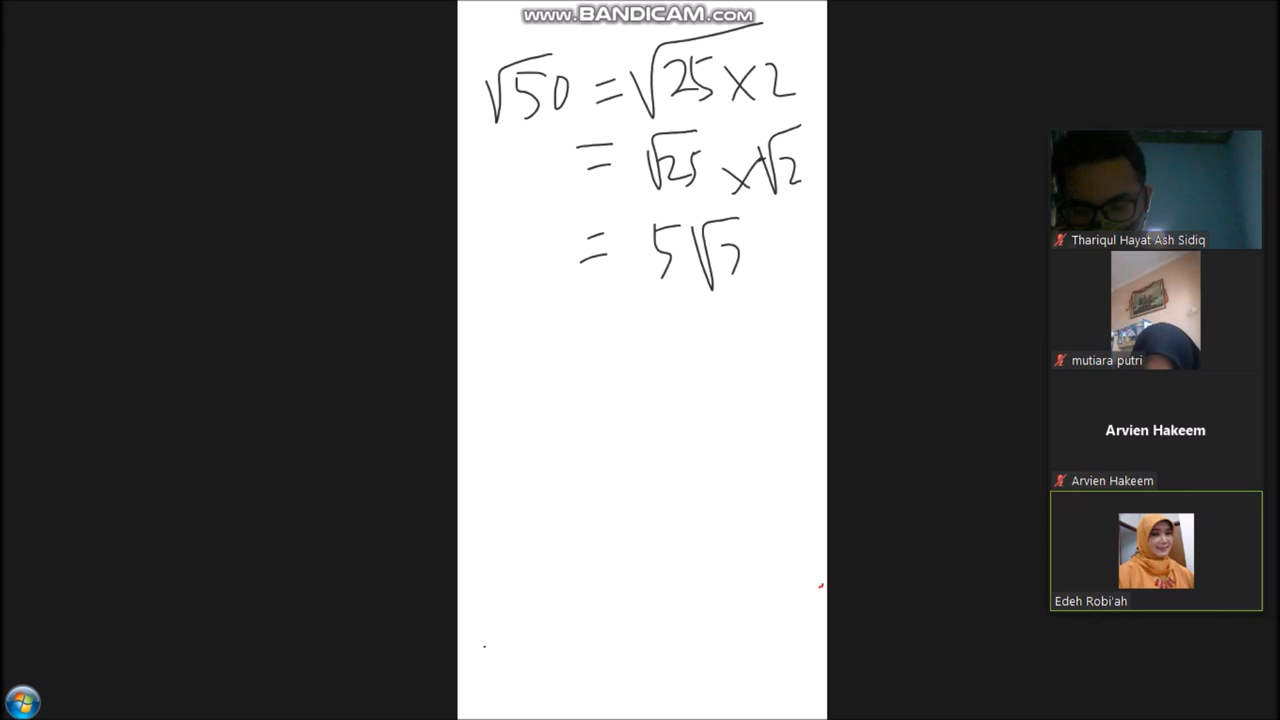 www.BANDICAM.com
√50 = √25 × 2
= √25 × √2
= 5√
Thariqul Hayat Ash Sidiq
mutiara putri
Arvien Hakeem
Arvien Hakeem
Edeh Robi'ah